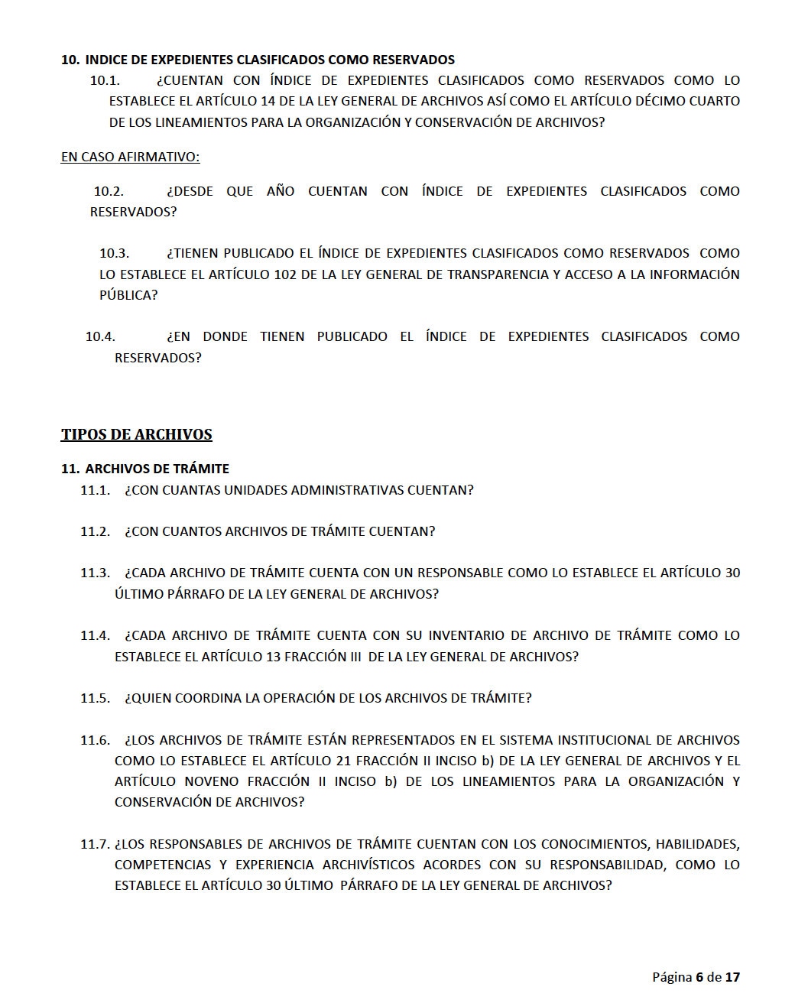 10. INDICE DE EXPEDIENTES CLASIFICADOS COMO RESERVADOS
10.1. ¿CUENTAN CON ÍNDICE DE EXPEDIENTES CLASIFICADOS COMO RESERVADOS COMO LO
ESTABLECE EL ARTÍCULO 14 DE LA LEY GENERAL DE ARCHIVOS ASÍ COMO EL ARTÍCULO DÉCIMO CUARTO
DE LOS LINEAMIENTOS PARA LA ORGANIZACIÓN Y CONSERVACIÓN DE ARCHIVOS?
EN CASO AFIRMATIVO:
10.2. ¿DESDE QUE AÑO CUENTAN CON ÍNDICE DE EXPEDIENTES CLASIFICADOS COMO
RESERVADOS?
10.3. ¿TIENEN PUBLICADO EL ÍNDICE DE EXPEDIENTES CLASIFICADOS COMO RESERVADOS COMO
LO ESTABLECE EL ARTÍCULO 102 DE LA LEY GENERAL DE TRANSPARENCIA Y ACCESO A LA INFORMACIÓN
PÚBLICA?
10.4. ¿EN DONDE TIENEN PUBLICADO EL ÍNDICE DE EXPEDIENTES CLASIFICADOS COMO
RESERVADOS?
TIPOS DE ARCHIVOS
11. ARCHIVOS DE TRÁMITE
11.1. ¿CON CUANTAS UNIDADES ADMINISTRATIVAS CUENTAN?
11.2. ¿CON CUANTOS ARCHIVOS DE TRÁMITE CUENTAN?
11.3. ¿CADA ARCHIVO DE TRÁMITE CUENTA CON UN RESPONSABLE COMO LO ESTABLECE EL ARTÍCULO 30
ÚLTIMO PÁRRAFO DE LA LEY GENERAL DE ARCHIVOS?
11.4. ¿CADA ARCHIVO DE TRÁMITE CUENTA CON SU INVENTARIO DE ARCHIVO DE TRÁMITE COMO LO
ESTABLECE EL ARTÍCULO 13 FRACCIÓN III DE LA LEY GENERAL DE ARCHIVOS?
11.5. ¿QUIEN COORDINA LA OPERACIÓN DE LOS ARCHIVOS DE TRÁMITE?
11.6. ¿LOS ARCHIVOS DE TRÁMITE ESTÁN REPRESENTADOS EN EL SISTEMA INSTITUCIONAL DE ARCHIVOS
COMO LO ESTABLECE EL ARTÍCULO 21 FRACCIÓN II INCISO b) DE LA LEY GENERAL DE ARCHIVOS Y EL
ARTÍCULO NOVENO FRACCIÓN II INCISO b) DE LOS LINEAMIENTOS PARA LA ORGANIZACIÓN Y
CONSERVACIÓN DE ARCHIVOS?
11.7. ¿LOS RESPONSABLES DE ARCHIVOS DE TRÁMITE CUENTAN CON LOS CONOCIMIENTOS, HABILIDADES,
COMPETENCIAS Y EXPERIENCIA ARCHIVÍSTICOS ACORDES CON SU RESPONSABILIDAD, COMO LO
ESTABLECE EL ARTÍCULO 30 ÚLTIMO PÁRRAFO DE LA LEY GENERAL DE ARCHIVOS?
Página 6 de 17